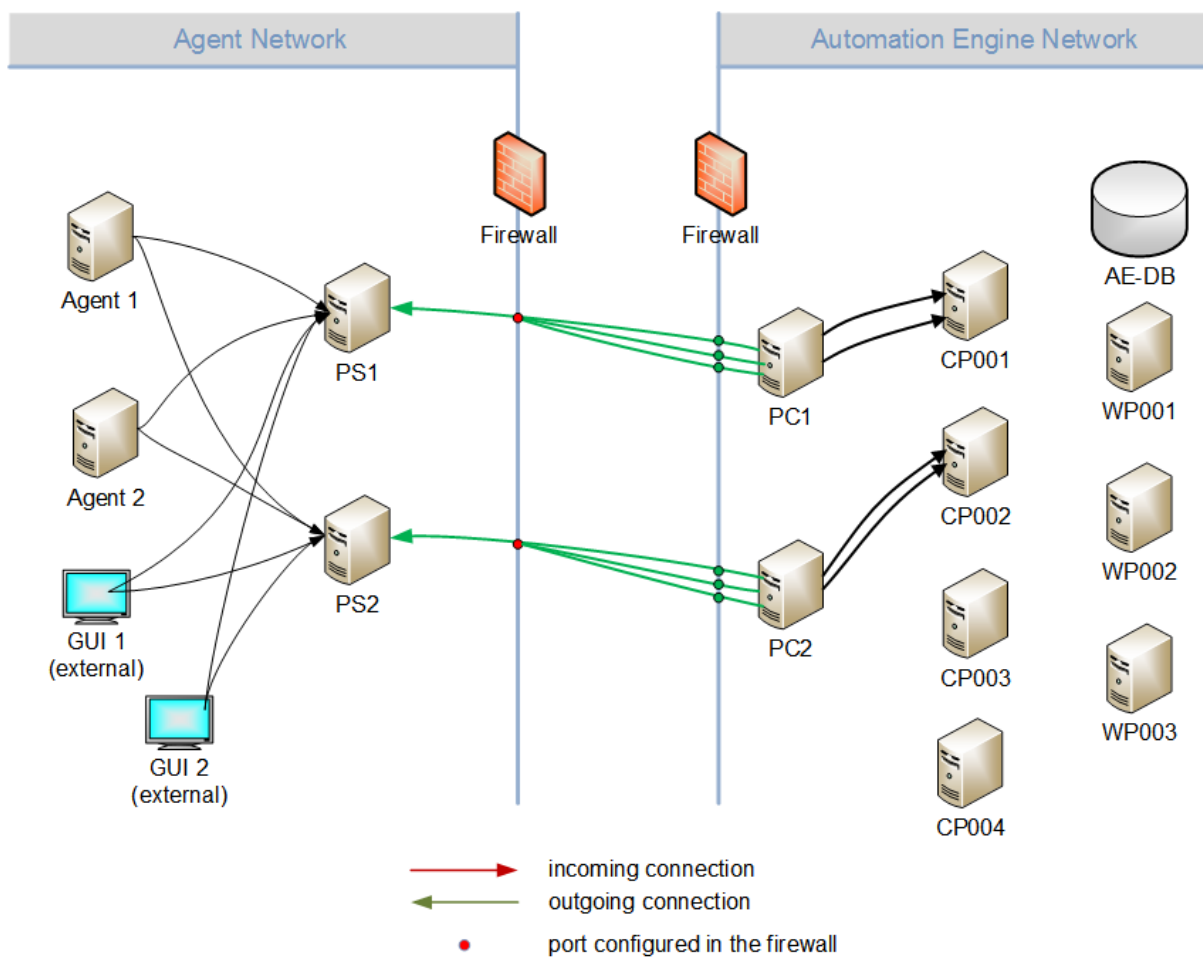 Agent Network
Automation Engine Network
Firewall
Firewall
AE-DB
Agent 1
PS1
PC1
CP001
WP001
Agent 2
PS2
PC2
CP002
WP002
GUI 1
(external)
CP003
WP003
GUI 2
(external)
CP004
incoming connection
outgoing connection
port configured in the firewall